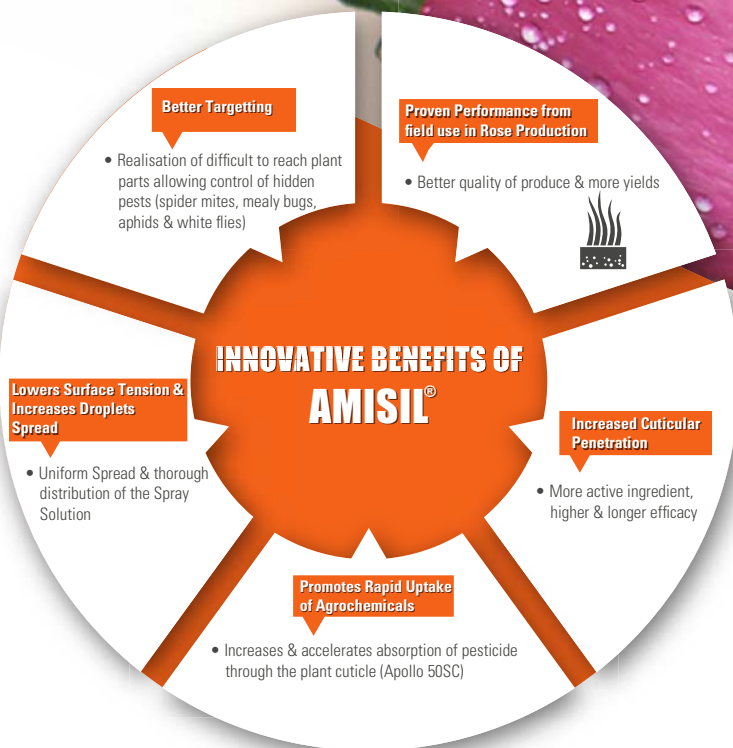 Better Targetting
• Realisation of difficult to reach plant
parts allowing control of hidden
pests (spider mites, mealy bugs,
aphids & white flies)
Proven Performance from
field use in Rose Production
• Better quality of produce & more yields
INNOVATIVE BENEFITS OF
AMISIL®
Lowers Surface Tension &
Increases Droplets
Spread
• Uniform Spread & thorough
distribution of the Spray
Solution
Increased Cuticular
Penetration
• More active ingredient,
higher & longer efficacy
Promotes Rapid Uptake
of Agrochemicals
• Increases & accelerates absorption of pesticide
through the plant cuticle (Apollo 50SC)